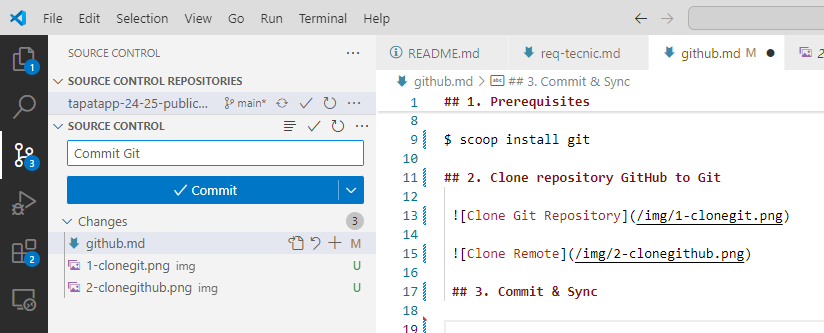 File Edit Selection View Go Run Terminal Help
1
3
2
SOURCE CONTROL
SOURCE CONTROL REPOSITORIES
tapatapp-24-25-public... main*
SOURCE CONTROL
Commit Git
Commit
Changes 3
github.md M
1-clonegit.png img U
2-clonegithub.png img U
README.md req-tecnic.md github.md M 2
github.md > ## 3. Commit & Sync
1 ## 1. Prerequisites
8
9 $ scoop install git
10
11 ## 2. Clone repository GitHub to Git
12
13 ![Clone Git Repository](/img/1-clonegit.png)
14
15 ![Clone Remote](/img/2-clonegithub.png)
16
17 ## 3. Commit & Sync
18
19